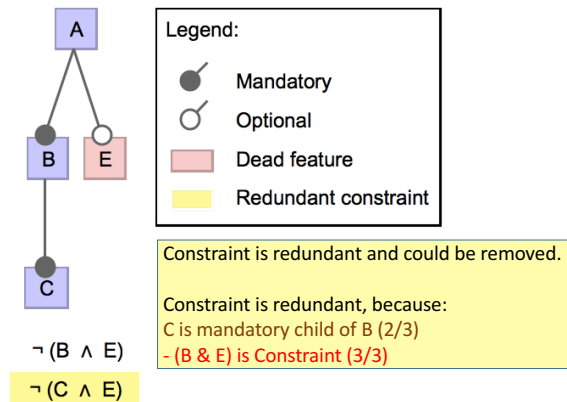 A
B
E
C
¬ (B ∧ E)
¬ (C ∧ E)
Legend:
Mandatory
Optional
Dead feature
Redundant constraint
Constraint is redundant and could be removed.
Constraint is redundant, because:
C is mandatory child of B (2/3)
- (B & E) is Constraint (3/3)